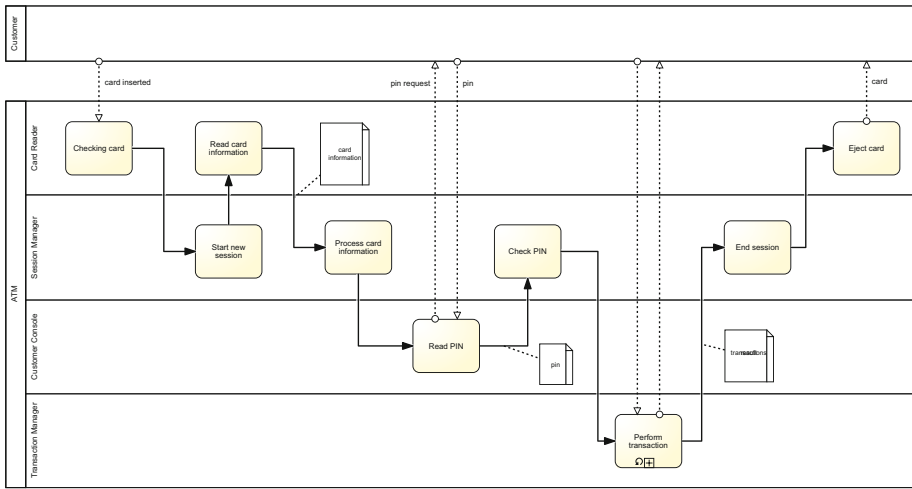 Customer
card inserted
pin request
pin
card
ATM
Card Reader
Checking card
Read card
information
card
information
Eject card
Session Manager
Start new
session
Process card
information
Check PIN
End session
Customer Console
Read PIN
pin
Transaction Manager
Perform
transaction